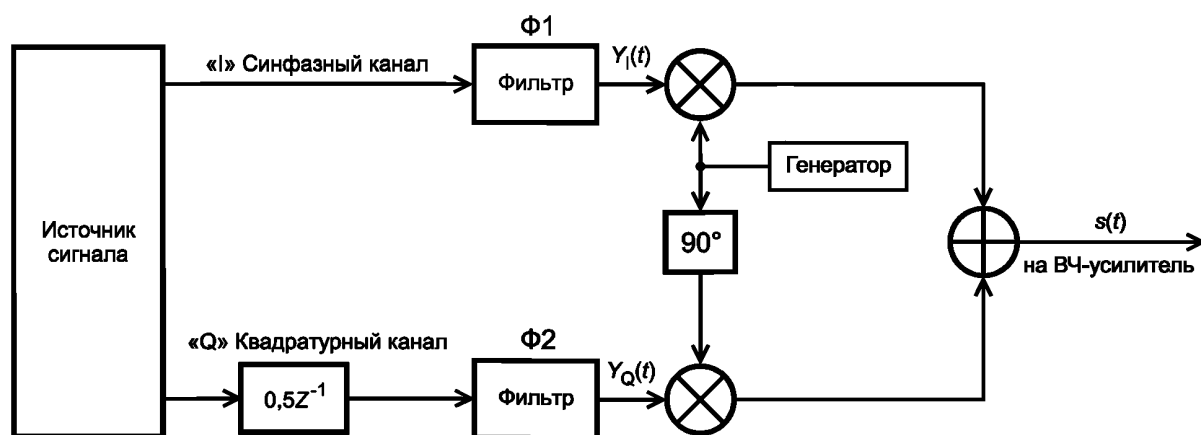 Ф1
«I» Синфазный канал
Фильтр
Y_I(t)
Генератор
Источник
сигнала
90°
s(t)
на ВЧ-усилитель
Ф2
«Q» Квадратурный канал
0,5Z⁻¹
Фильтр
Y_Q(t)